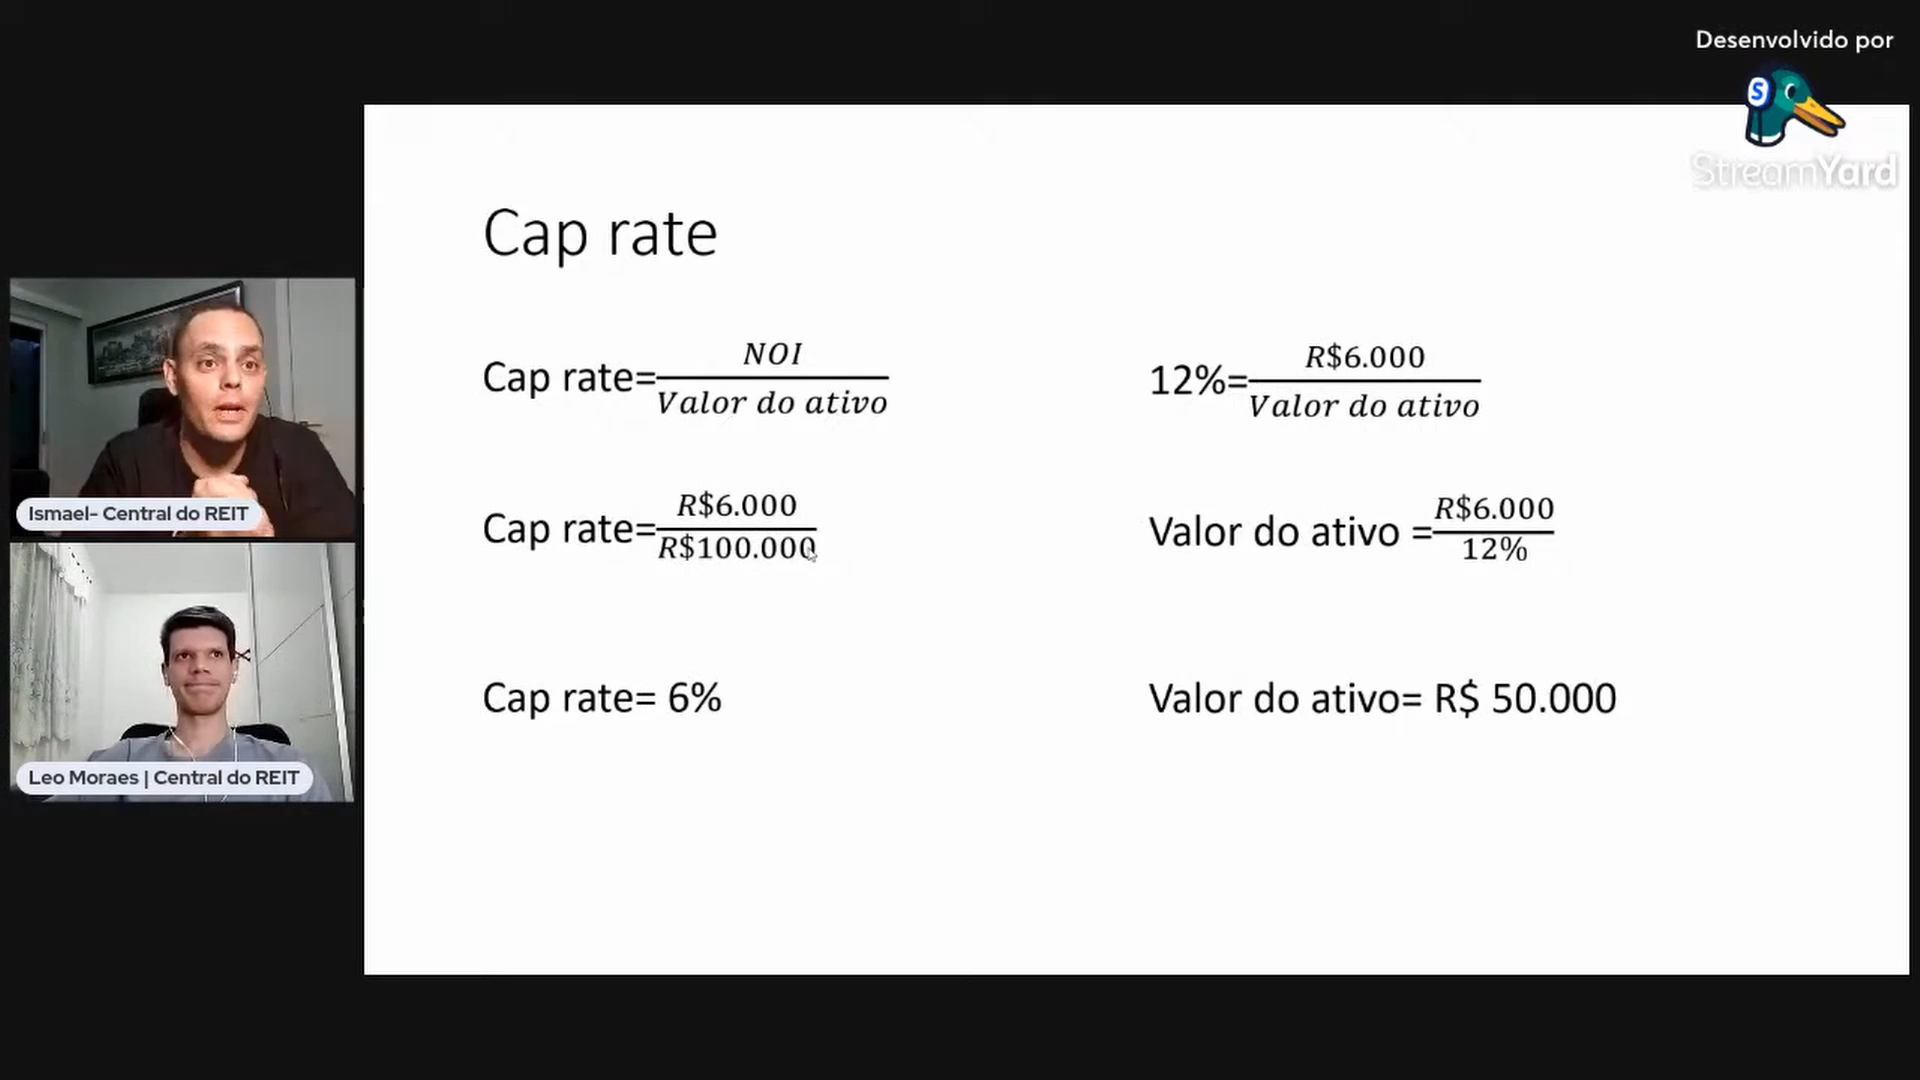 Desenvolvido por
StreamYard
Cap rate
Cap rate=NOI/Valor do ativo
12%=R$6.000/Valor do ativo
Cap rate=R$6.000/R$100.000
Valor do ativo =R$6.000/12%
Cap rate= 6%
Valor do ativo= R$ 50.000
Ismael- Central do REIT
Leo Moraes | Central do REIT